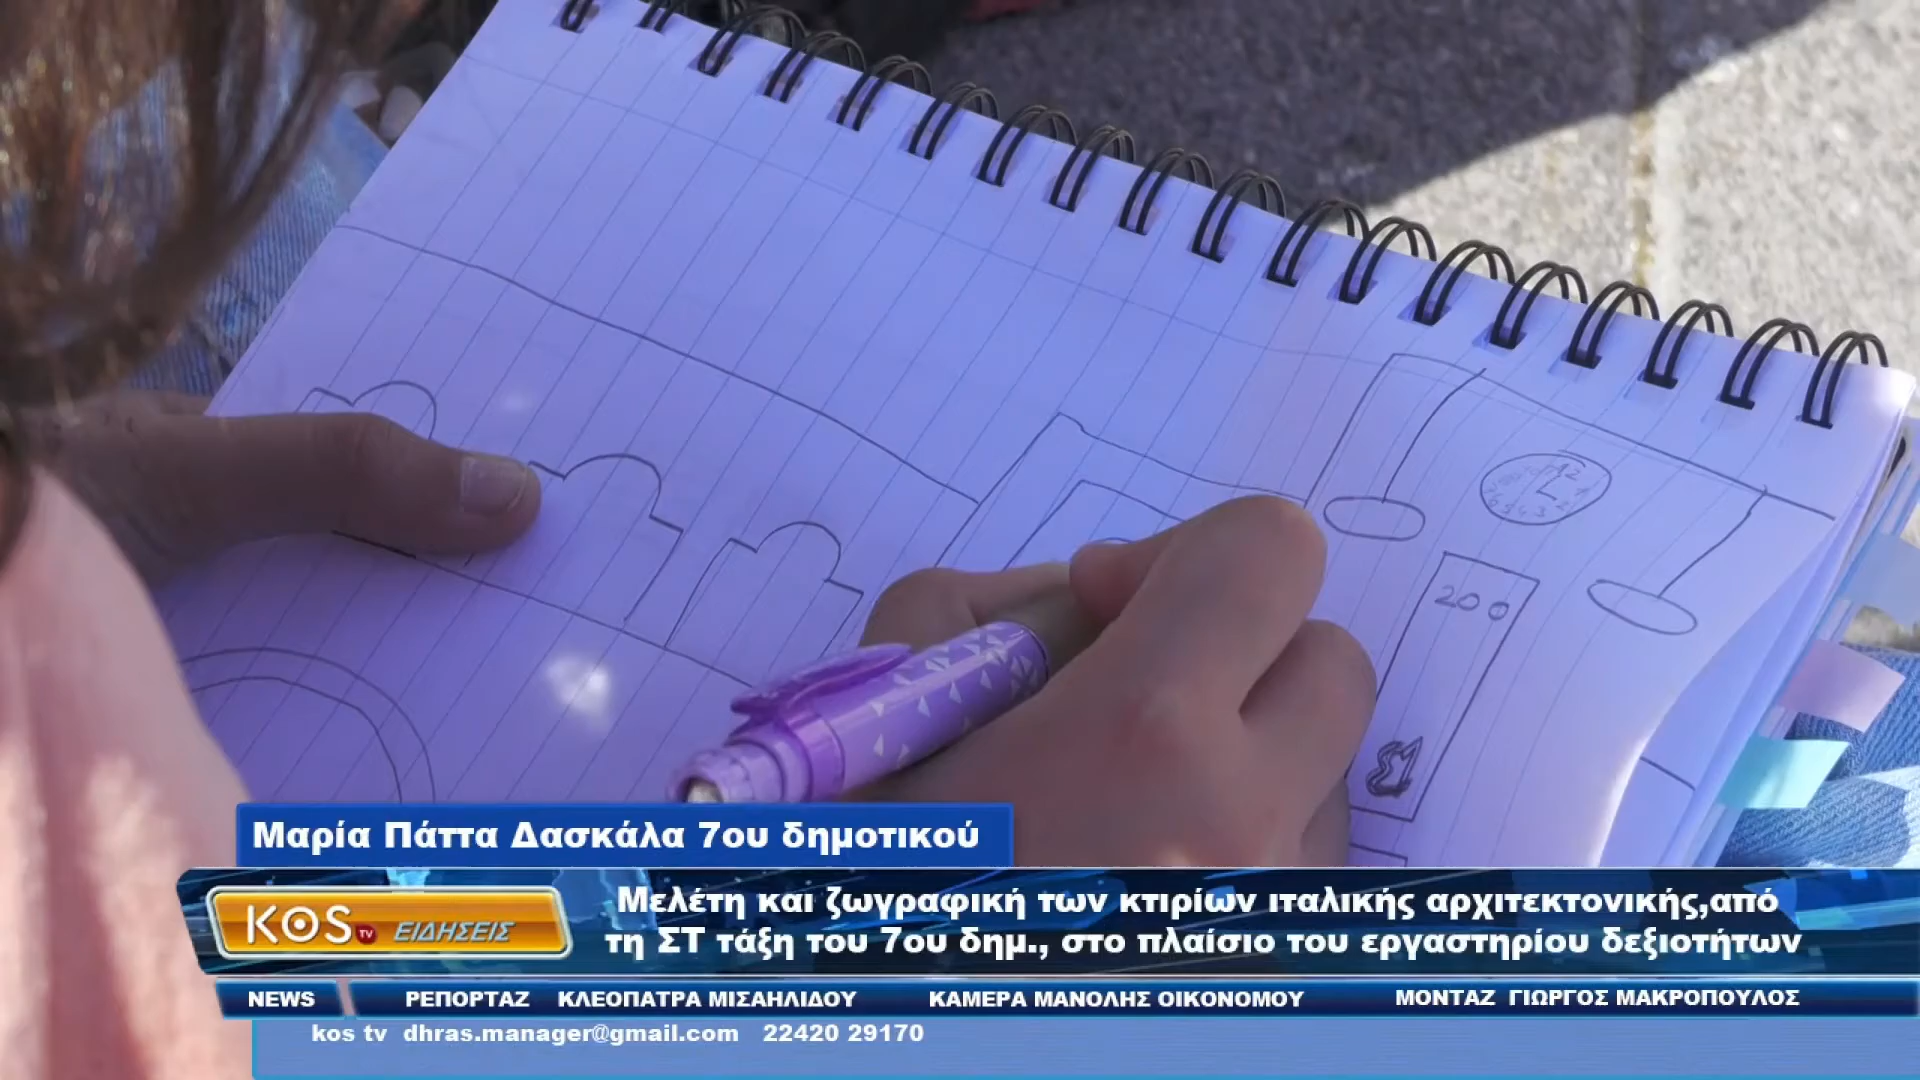 200
Μαρία Πάττα Δασκάλα 7ου δημοτικού
KOS TV ΕΙΔΗΣΕΙΣ
Μελέτη και ζωγραφική των κτιρίων ιταλικής αρχιτεκτονικής,από
τη ΣΤ τάξη του 7ου δημ., στο πλαίσιο του εργαστηρίου δεξιοτήτων
NEWS ΡΕΠΟΡΤΑΖ ΚΛΕΟΠΑΤΡΑ ΜΙΣΑΗΛΙΔΟΥ ΚΑΜΕΡΑ ΜΑΝΟΛΗΣ ΟΙΚΟΝΟΜΟΥ ΜΟΝΤΑΖ ΓΙΩΡΓΟΣ ΜΑΚΡΟΠΟΥΛΟΣ
kos tv dhras.manager@gmail.com 22420 29170